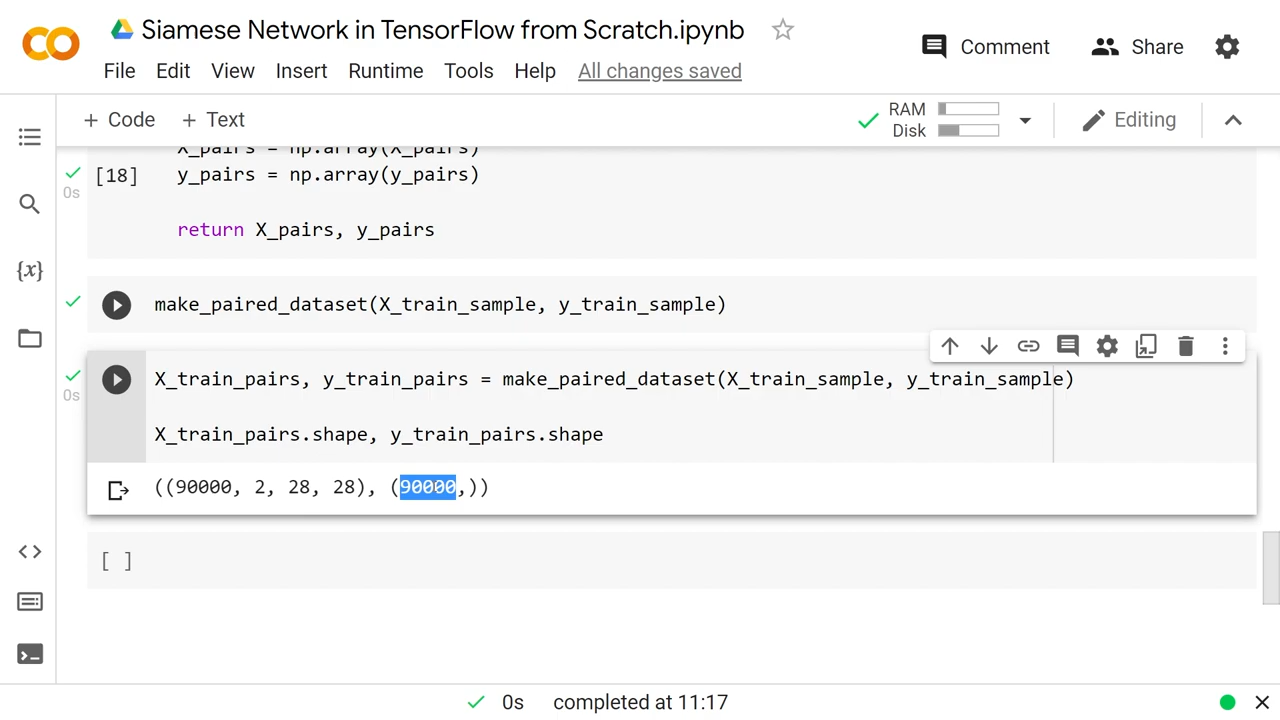 Siamese Network in TensorFlow from Scratch.ipynb
Comment
Share
File Edit View Insert Runtime Tools Help All changes saved
+ Code + Text
RAM
Disk
Editing
X_pairs = np.array(X_pairs)
[18]
0s
y_pairs = np.array(y_pairs)
return X_pairs, y_pairs
{x}
make_paired_dataset(X_train_sample, y_train_sample)
0s
X_train_pairs, y_train_pairs = make_paired_dataset(X_train_sample, y_train_sample)
X_train_pairs.shape, y_train_pairs.shape
((90000, 2, 28, 28), (90000,))
[ ]
0s completed at 11:17